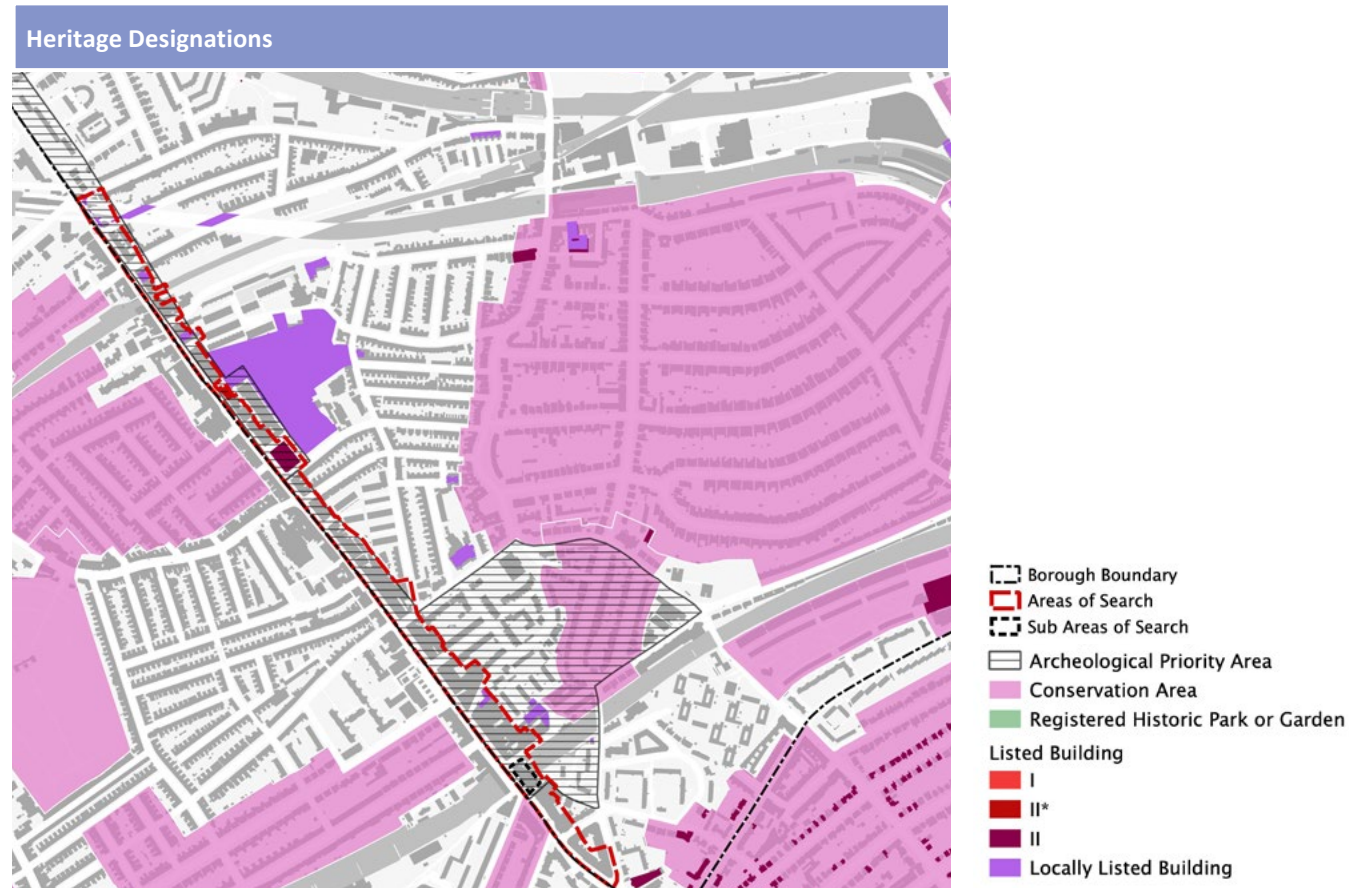 Heritage Designations
Borough Boundary
Areas of Search
Sub Areas of Search
Archeological Priority Area
Conservation Area
Registered Historic Park or Garden
Listed Building
I
II*
II
Locally Listed Building